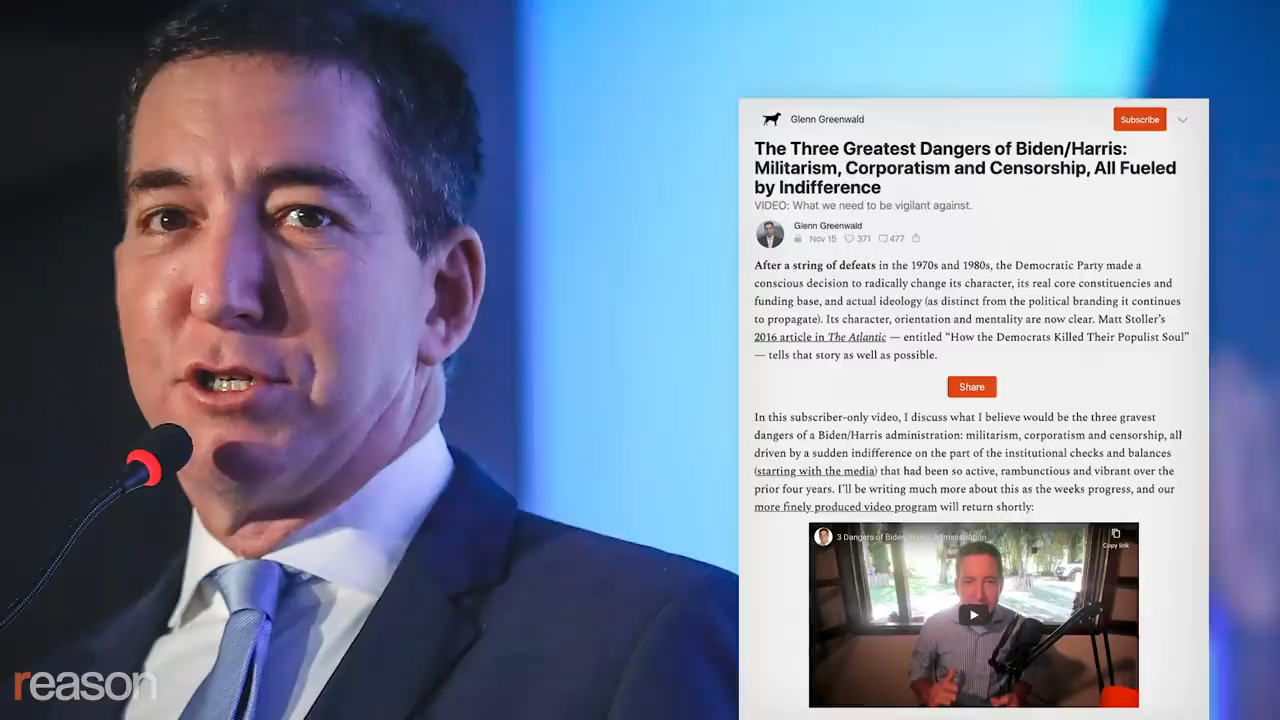 Glenn Greenwald
Subscribe
The Three Greatest Dangers of Biden/Harris:
Militarism, Corporatism and Censorship, All Fueled
by Indifference
VIDEO: What we need to be vigilant against.
Glenn Greenwald
Nov 15 371 477
After a string of defeats in the 1970s and 1980s, the Democratic Party made a
conscious decision to radically change its character, its real core constituencies and
funding base, and actual ideology (as distinct from the political branding it continues
to propagate). Its character, orientation and mentality are now clear. Matt Stoller's
2016 article in The Atlantic — entitled “How the Democrats Killed Their Populist Soul”
— tells that story as well as possible.
Share
In this subscriber-only video, I discuss what I believe would be the three gravest
dangers of a Biden/Harris administration: militarism, corporatism and censorship, all
driven by a sudden indifference on the part of the institutional checks and balances
(starting with the media) that had been so active, rambunctious and vibrant over the
prior four years. I'll be writing much more about this as the weeks progress, and our
more finely produced video program will return shortly:
3 Dangers of Biden/Harris Administration
Copy link
reason